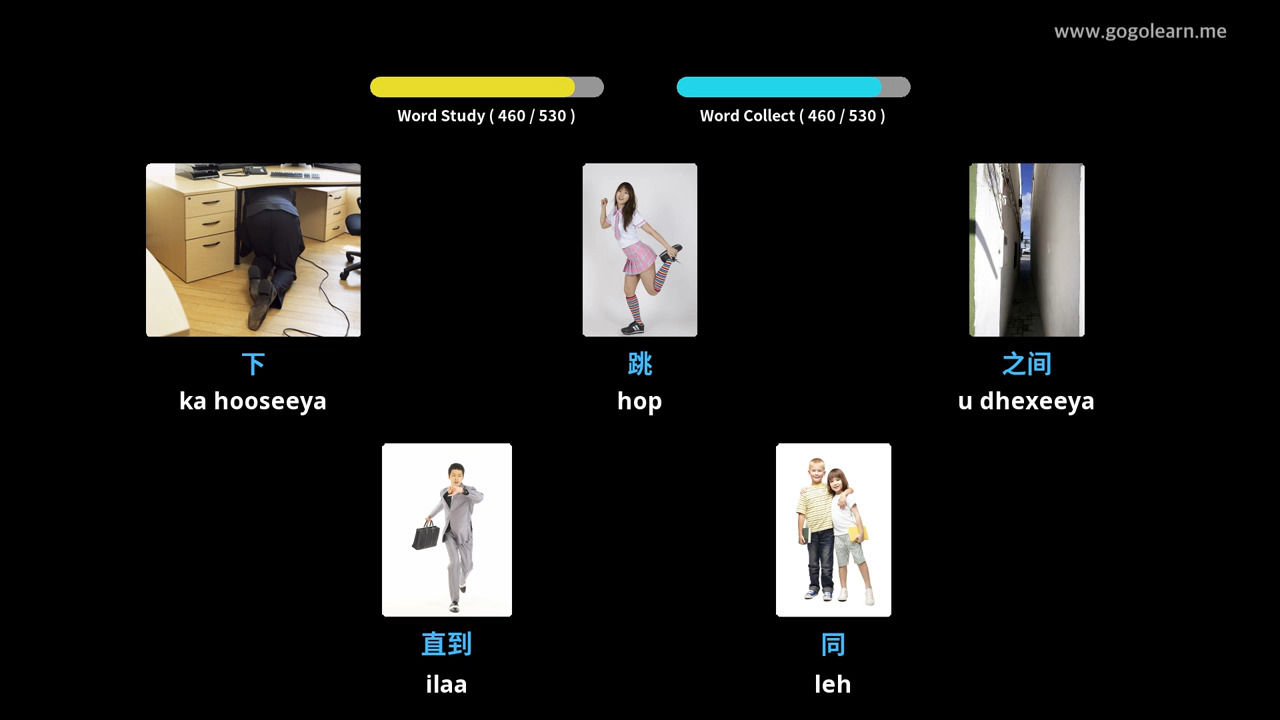 www.gogolearn.me
Word Study ( 460 / 530 )
Word Collect ( 460 / 530 )
下
ka hooseeya
跳
hop
之间
u dhexeeya
直到
ilaa
同
leh